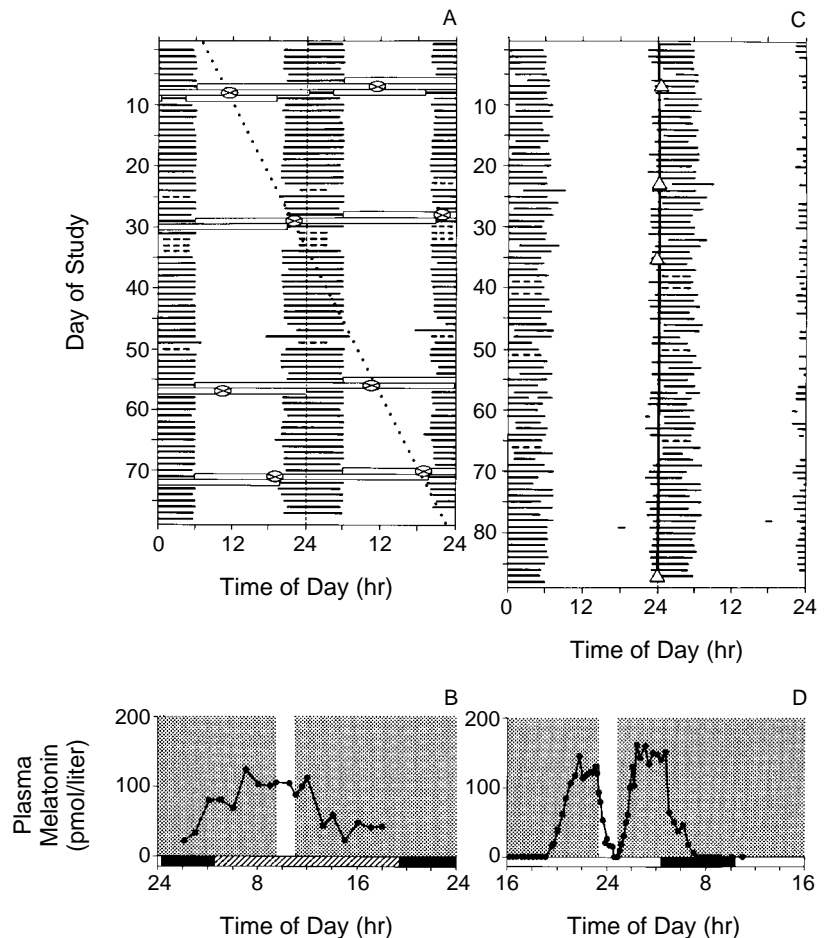 A
10
20
30
40
50
60
70
0 12 24 12 24
Time of Day (hr)
Day of Study
C
10
20
30
40
50
60
70
80
0 12 24 12 24
Time of Day (hr)
B
200
100
0
24 8 16 24
Time of Day (hr)
Plasma
Melatonin
(pmol/liter)
D
200
100
0
16 24 8 16
Time of Day (hr)